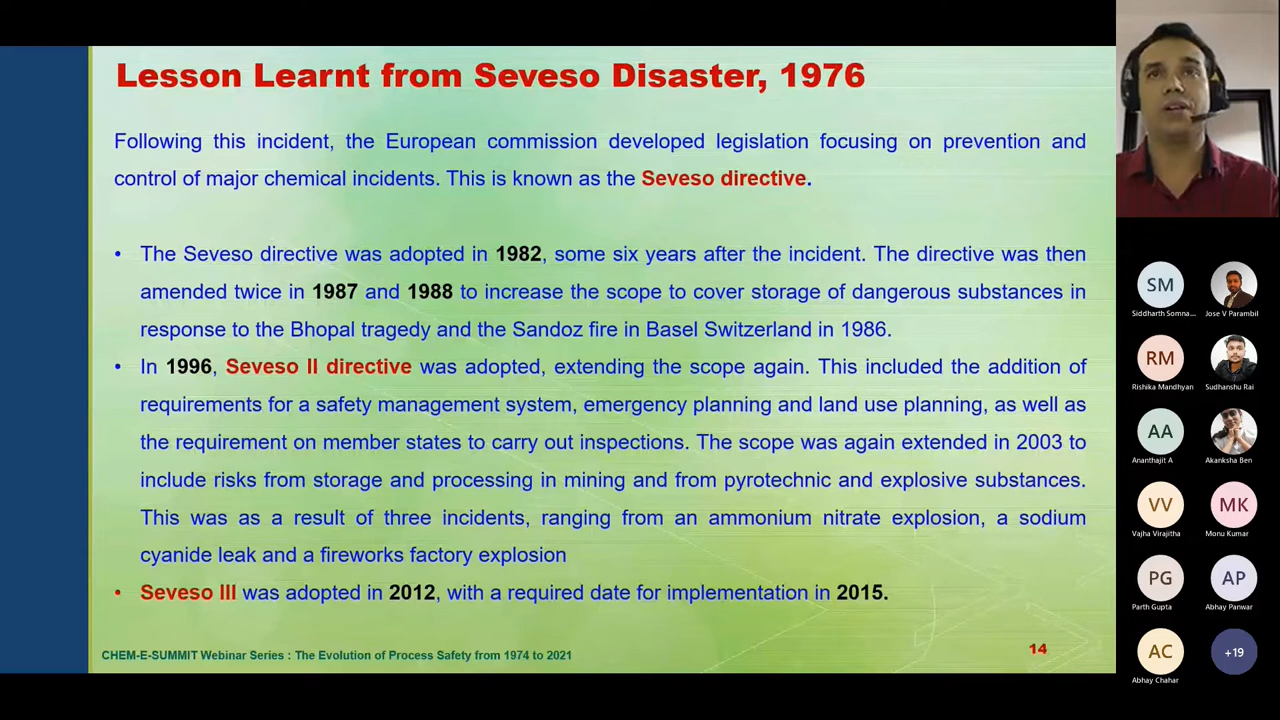 Lesson Learnt from Seveso Disaster, 1976
Following this incident, the European commission developed legislation focusing on prevention and
control of major chemical incidents. This is known as the Seveso directive.
• The Seveso directive was adopted in 1982, some six years after the incident. The directive was then
amended twice in 1987 and 1988 to increase the scope to cover storage of dangerous substances in
response to the Bhopal tragedy and the Sandoz fire in Basel Switzerland in 1986.
• In 1996, Seveso II directive was adopted, extending the scope again. This included the addition of
requirements for a safety management system, emergency planning and land use planning, as well as
the requirement on member states to carry out inspections. The scope was again extended in 2003 to
include risks from storage and processing in mining and from pyrotechnic and explosive substances.
This was as a result of three incidents, ranging from an ammonium nitrate explosion, a sodium
cyanide leak and a fireworks factory explosion
• Seveso III was adopted in 2012, with a required date for implementation in 2015.
CHEM-E-SUMMIT Webinar Series : The Evolution of Process Safety from 1974 to 2021
14
SM
Siddharth Somna...
Jose V Parambil
RM
Rishika Mandhyan
Sudhanshu Rai
AA
Ananthajit A
Akanksha Ben
VV
Vajha Virajitha
MK
Monu Kumar
PG
Parth Gupta
AP
Abhay Panwar
AC
Abhay Chahar
+19